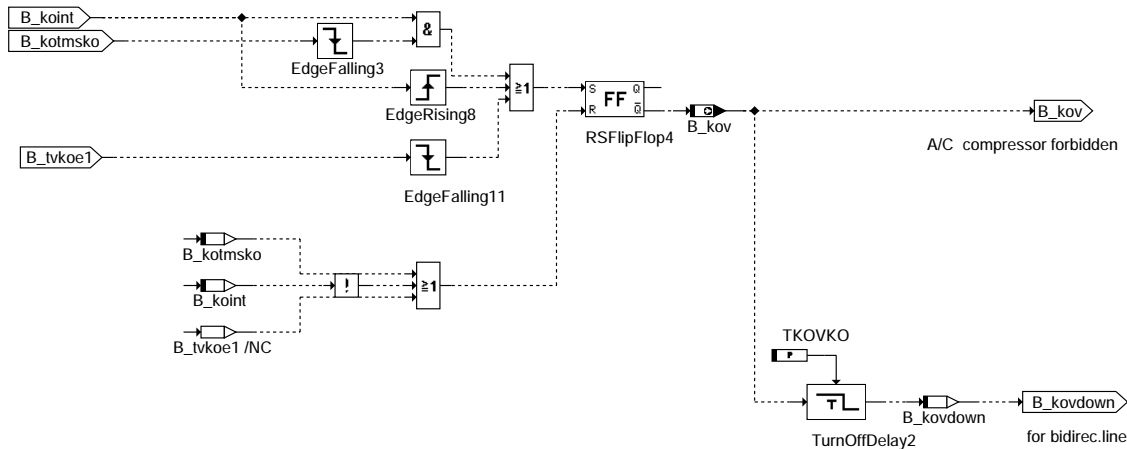 B_koint
B_kotmsko
&
EdgeFalling3
≧1
S
Q
FF
R
Q
EdgeRising8
B_kov
B_kov
RSFlipFlop4
A/C compressor forbidden
B_tvkoe1
EdgeFalling11
B_kotmsko
!
≧1
B_koint
B_tvkoe1 /NC
TKOVKO
P
T
B_kovdown
B_kovdown
TurnOffDelay2
for bidirec.line